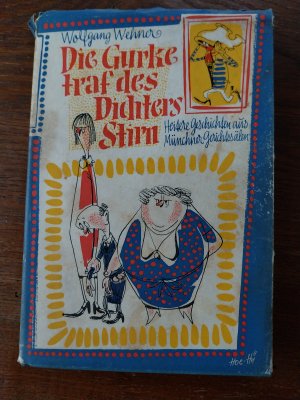 Wolfgang Wehner
Die Gurke
traf des
Dichters
Stirn
Heitere Geschichten aus
Münchner Gerichtssälen